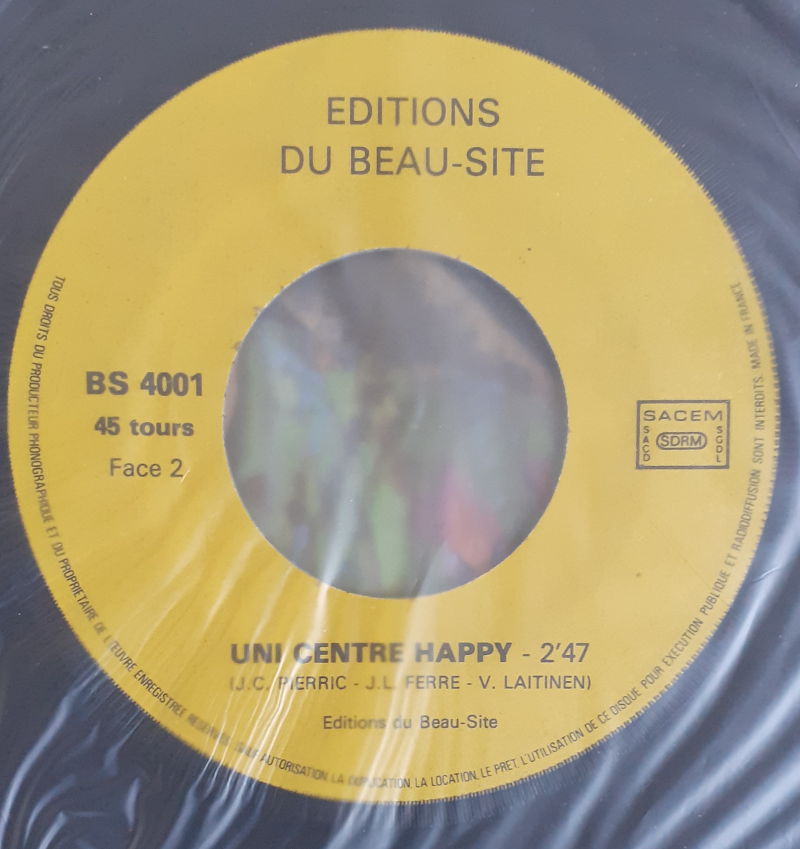 EDITIONS
DU BEAU-SITE
BS 4001
45 tours
Face 2
SACEM
SACD
SDRM
SGDL
UNI CENTRE HAPPY - 2'47
(J.C. PIERRIC - J.L. FERRE - V. LAITINEN)
Editions du Beau-Site
TOUS DROITS DU PRODUCTEUR PHONOGRAPHIQUE ET DU PROPRIETAIRE DE L'ŒUVRE ENREGISTREE RESERVES. SAUF AUTORISATION LA DUPLICATION LA LOCATION, LE PRET, L'UTILISATION DE CE DISQUE POUR EXECUTION PUBLIQUE ET RADIODIFFUSION SONT INTERDITS. MADE IN FRANCE